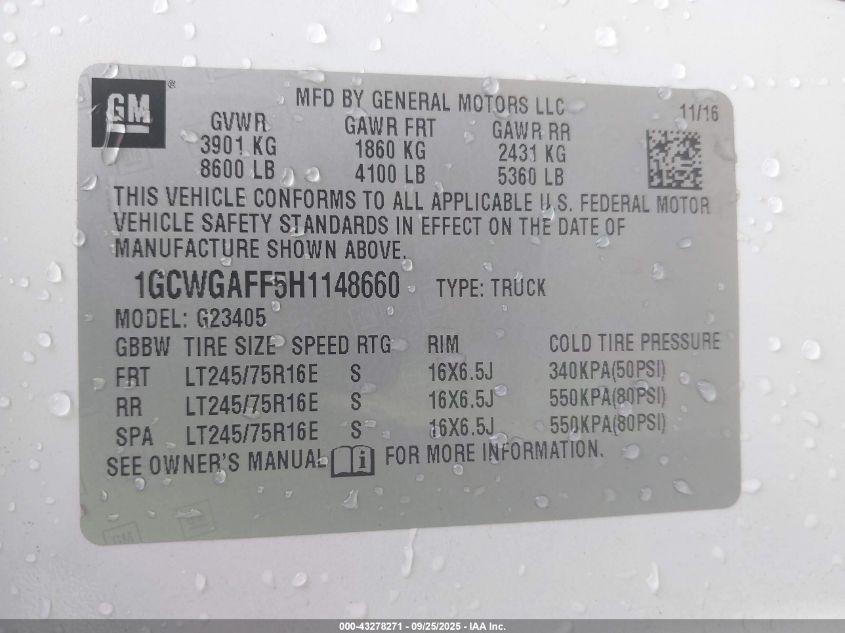 GM®
MFD BY GENERAL MOTORS LLC
11/16
GVWR GAWR FRT GAWR RR
3901 KG 1860 KG 2431 KG
8600 LB 4100 LB 5360 LB
THIS VEHICLE CONFORMS TO ALL APPLICABLE U.S. FEDERAL MOTOR
VEHICLE SAFETY STANDARDS IN EFFECT ON THE DATE OF
MANUFACTURE SHOWN ABOVE.
1GCWGAFF5H1148660 TYPE: TRUCK
MODEL: G23405
GBBW TIRE SIZE SPEED RTG RIM COLD TIRE PRESSURE
FRT LT245/75R16E S 16X6.5J 340KPA(50PSI)
RR LT245/75R16E S 16X6.5J 550KPA(80PSI)
SPA LT245/75R16E S 16X6.5J 550KPA(80PSI)
SEE OWNER'S MANUAL i FOR MORE INFORMATION.
GM GM
000-43278271 - 09/25/2025 - IAA Inc.